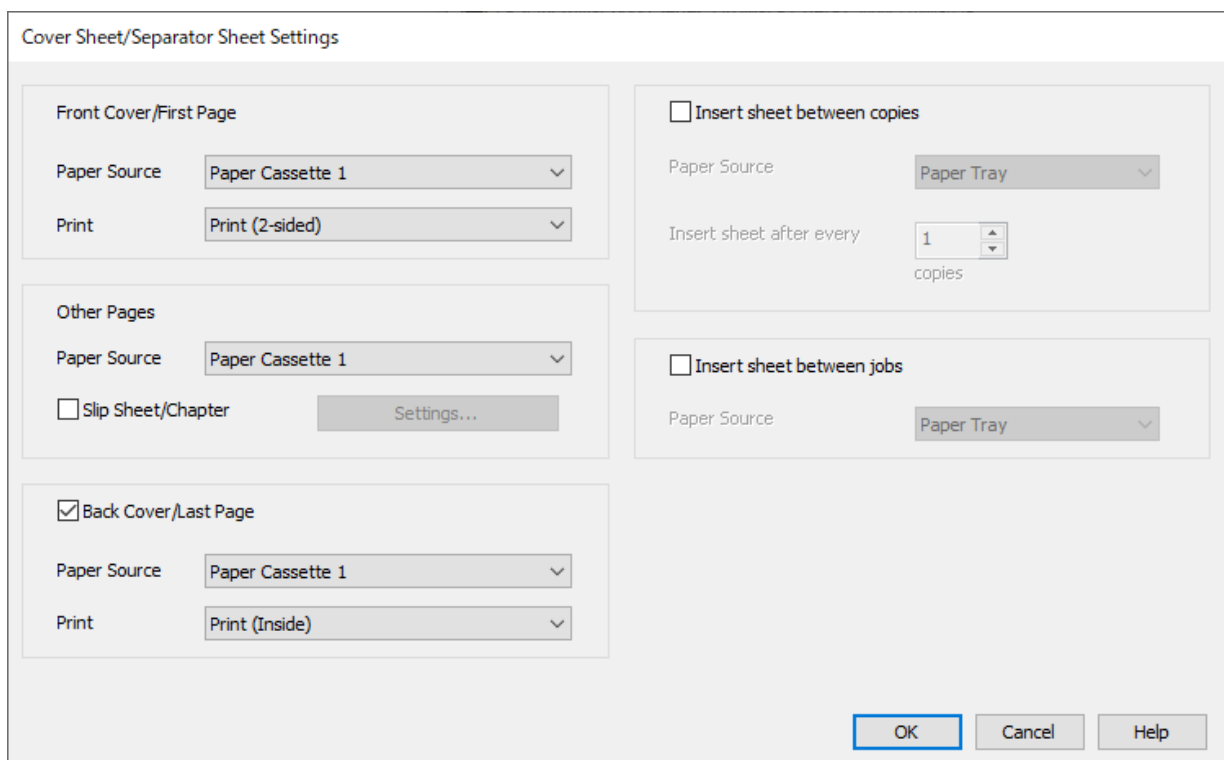 Cover Sheet/Separator Sheet Settings
Front Cover/First Page
Paper Source Paper Cassette 1
Print Print (2-sided)
Other Pages
Paper Source Paper Cassette 1
Slip Sheet/Chapter Settings...
Back Cover/Last Page
Paper Source Paper Cassette 1
Print Print (Inside)
Insert sheet between copies
Paper Source Paper Tray
Insert sheet after every 1
copies
Insert sheet between jobs
Paper Source Paper Tray
OK Cancel Help